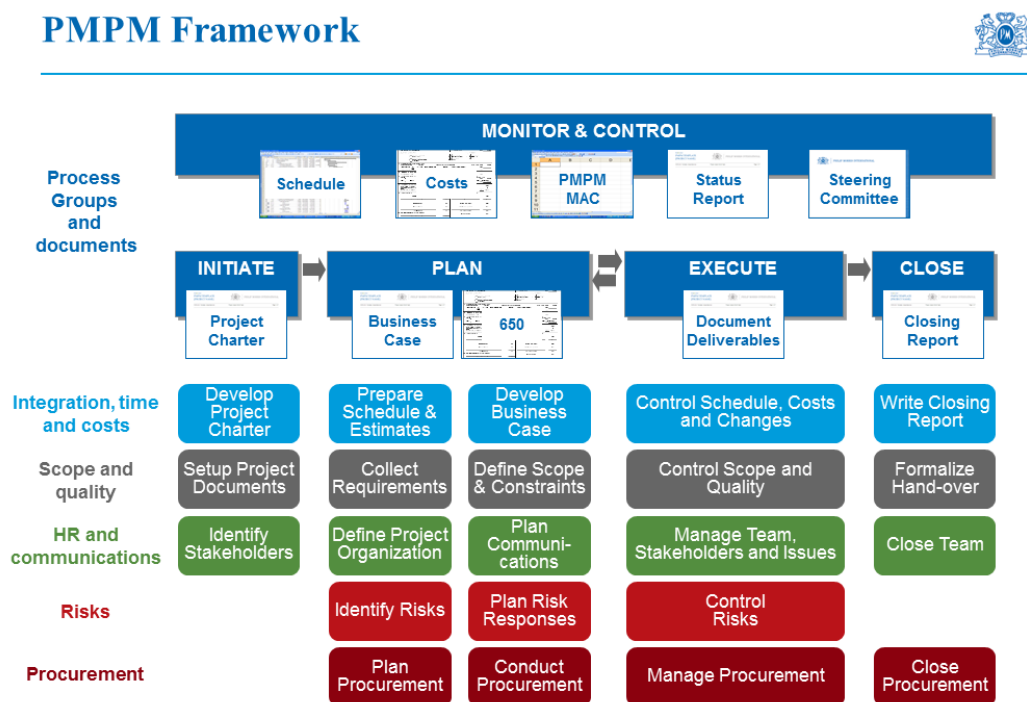 PMPM Framework
PM
MONITOR & CONTROL
Process
Groups
and
documents
Schedule
Costs
PMPM
MAC
Status
Report
Steering
Committee
INITIATE
PLAN
EXECUTE
CLOSE
Project
Charter
Business
Case
650
Document
Deliverables
Closing
Report
Integration, time
and costs
Develop
Project
Charter
Prepare
Schedule &
Estimates
Develop
Business
Case
Control Schedule, Costs
and Changes
Write Closing
Report
Scope and
quality
Setup Project
Documents
Collect
Requirements
Define Scope
& Constraints
Control Scope and
Quality
Formalize
Hand-over
HR and
communications
Identify
Stakeholders
Define Project
Organization
Plan
Communi-
cations
Manage Team,
Stakeholders and Issues
Close Team
Risks
Identify Risks
Plan Risk
Responses
Control
Risks
Procurement
Plan
Procurement
Conduct
Procurement
Manage Procurement
Close
Procurement